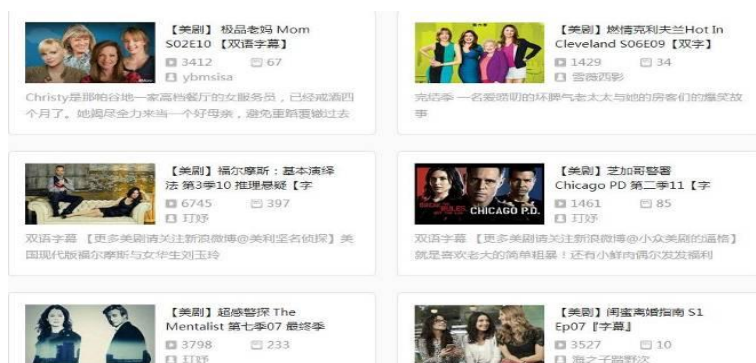 【美剧】极品老妈 Mom
S02E10 【双语字幕】
3412 67
ybmsisa
Christy是那帕谷地一家高档餐厅的女服务员，已经戒酒四
个月了。她竭尽全力来当一个好母亲，避免重蹈覆辙过去
【美剧】燃情克利夫兰Hot In
Cleveland S06E09【双字】
1429 34
雪薇西影
完结季 一名爱唠叨的坏脾气老太太与她的房客们的爆笑故
事
【美剧】福尔摩斯：基本演绎
法 第3季10 推理悬疑【字
6745 397
玎妤
双语字幕 【更多美剧请关注新浪微博@美利坚名侦探】美
国现代版福尔摩斯与女华生刘玉玲
CHICAGO P.D.
【美剧】芝加哥警署
Chicago PD 第二季11【字
1461 85
玎妤
双语字幕 【更多美剧请关注新浪微博@小众美剧的逼格】
就是喜欢老大的简单粗暴！还有小鲜肉偶尔发发福利
【美剧】超感警探 The
Mentalist 第七季07 最终季
3798 233
玎妤
【美剧】闺蜜离婚指南 S1
Ep07『字幕』
3527 10